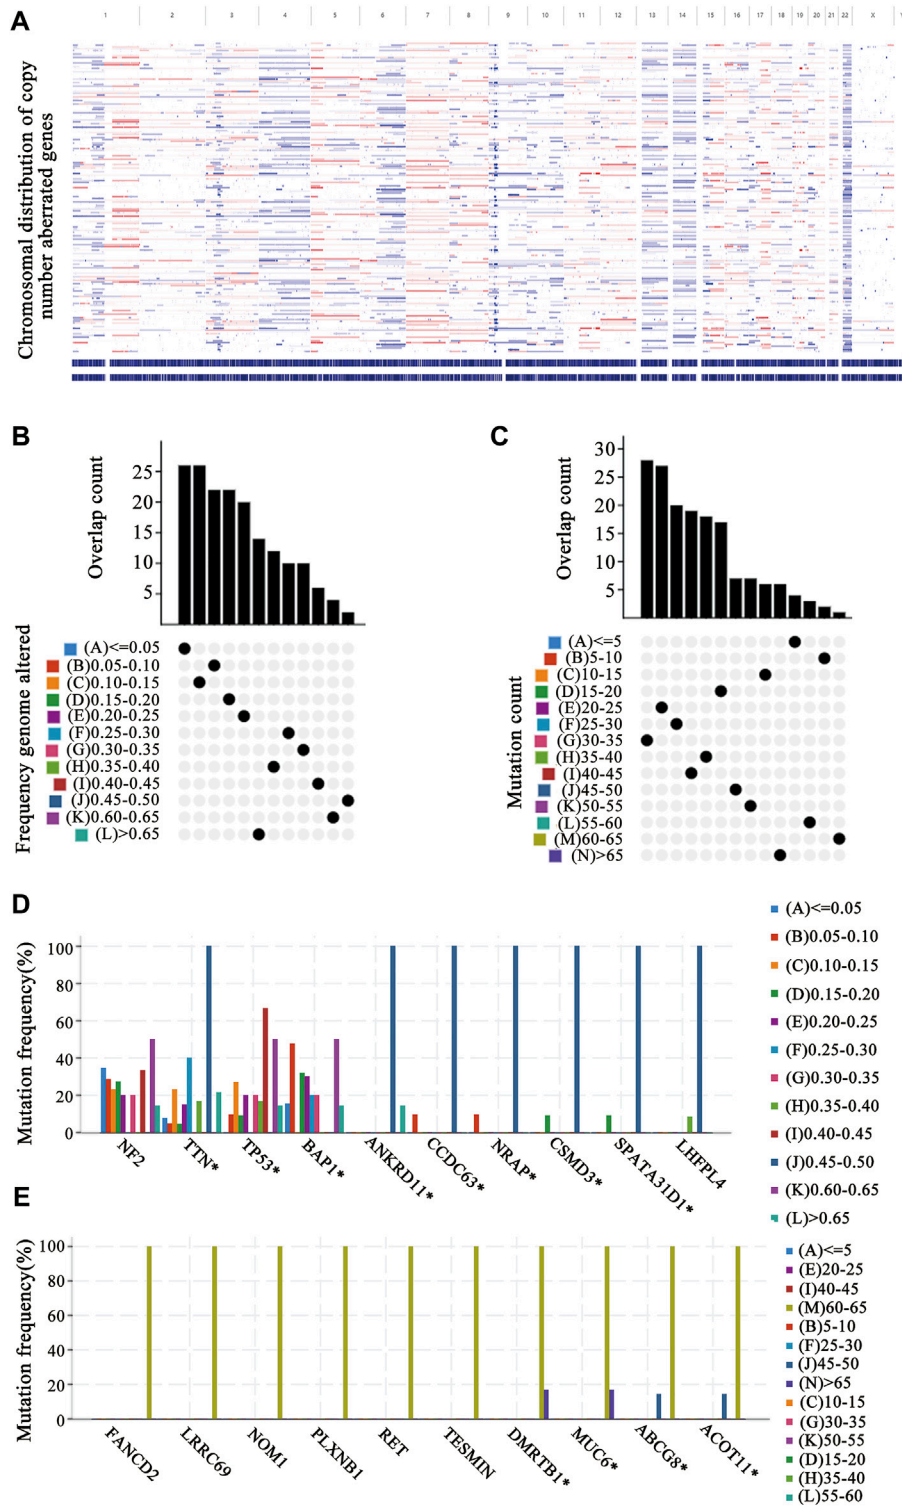 A
1 2 3 4 5 6 7 8 9 10 11 12 13 14 15 16 17 18 19 20 21 22 X
Chromosomal distribution of copy
number aberrated genes
B
Overlap count
25
20
15
10
5
Frequency genome altered
(A)<=0.05
(B)0.05-0.10
(C)0.10-0.15
(D)0.15-0.20
(E)0.20-0.25
(F)0.25-0.30
(G)0.30-0.35
(H)0.35-0.40
(I)0.40-0.45
(J)0.45-0.50
(K)0.60-0.65
(L)>0.65
C
Overlap count
30
25
20
15
10
5
Mutation count
(A)<=5
(B)5-10
(C)10-15
(D)15-20
(E)20-25
(F)25-30
(G)30-35
(H)35-40
(I)40-45
(J)45-50
(K)50-55
(L)55-60
(M)60-65
(N)>65
D
Mutation frequency(%)
100
80
60
40
20
0
NF2
TTN*
TP53*
BAP1*
ANKRD11*
CCDC63*
NRAP*
CSMD3*
SPATA31D1*
LHFPL4
(A)<=0.05
(B)0.05-0.10
(C)0.10-0.15
(D)0.15-0.20
(E)0.20-0.25
(F)0.25-0.30
(G)0.30-0.35
(H)0.35-0.40
(I)0.40-0.45
(J)0.45-0.50
(K)0.60-0.65
(L)>0.65
E
Mutation frequency(%)
100
80
60
40
20
0
FANCD2
LRRC69
NOM1
PLXNB1
RET
TESMIN
DMRTB1*
MUC6*
ABCG8*
ACOT11*
(A)<=5
(E)20-25
(I)40-45
(M)60-65
(B)5-10
(F)25-30
(J)45-50
(N)>65
(C)10-15
(G)30-35
(K)50-55
(D)15-20
(H)35-40
(L)55-60